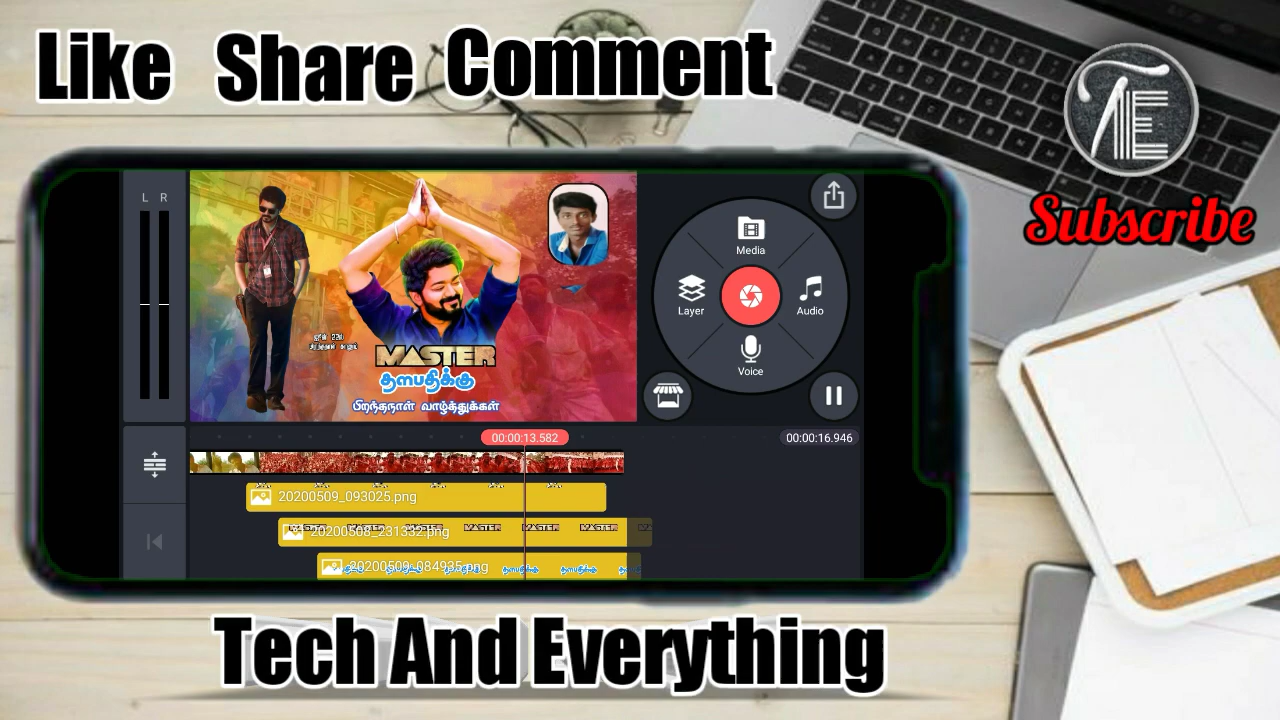 Like Share Comment
TE
Subscribe
L R
Media
Layer
Audio
Voice
MASTER
தளபதிக்கு
பிறந்தநாள் வாழ்த்துக்கள்
00:00:13.582
00:00:16.946
20200509_093025.png
20200508_231332.png
20200509_084935.png
Tech And Everything